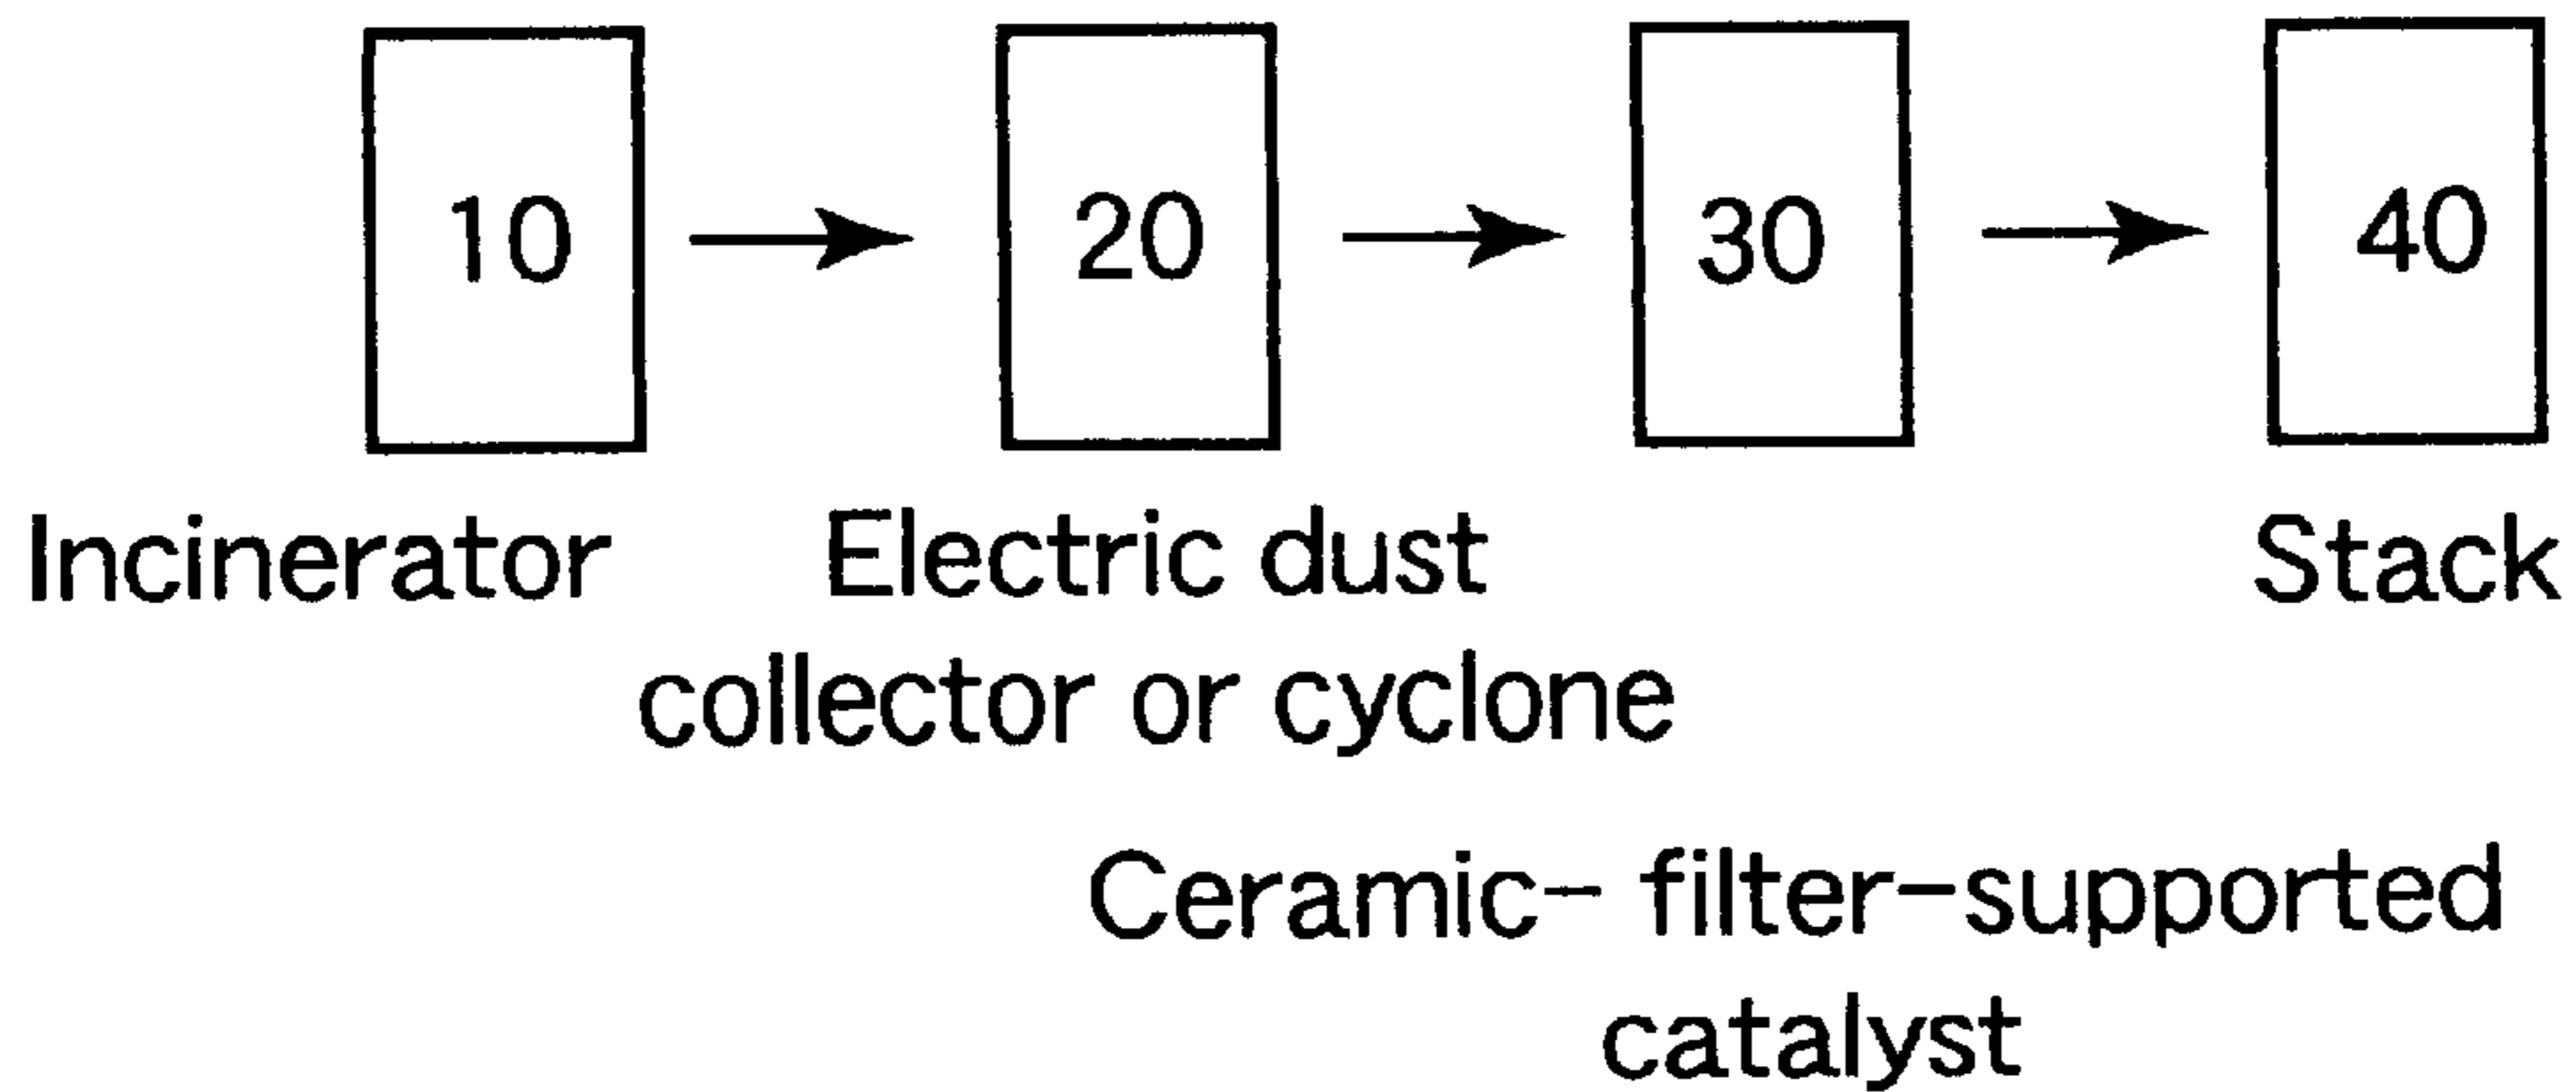 10 20 30 40
Incinerator Electric dust Stack
collector or cyclone
Ceramic- filter-supported
catalyst